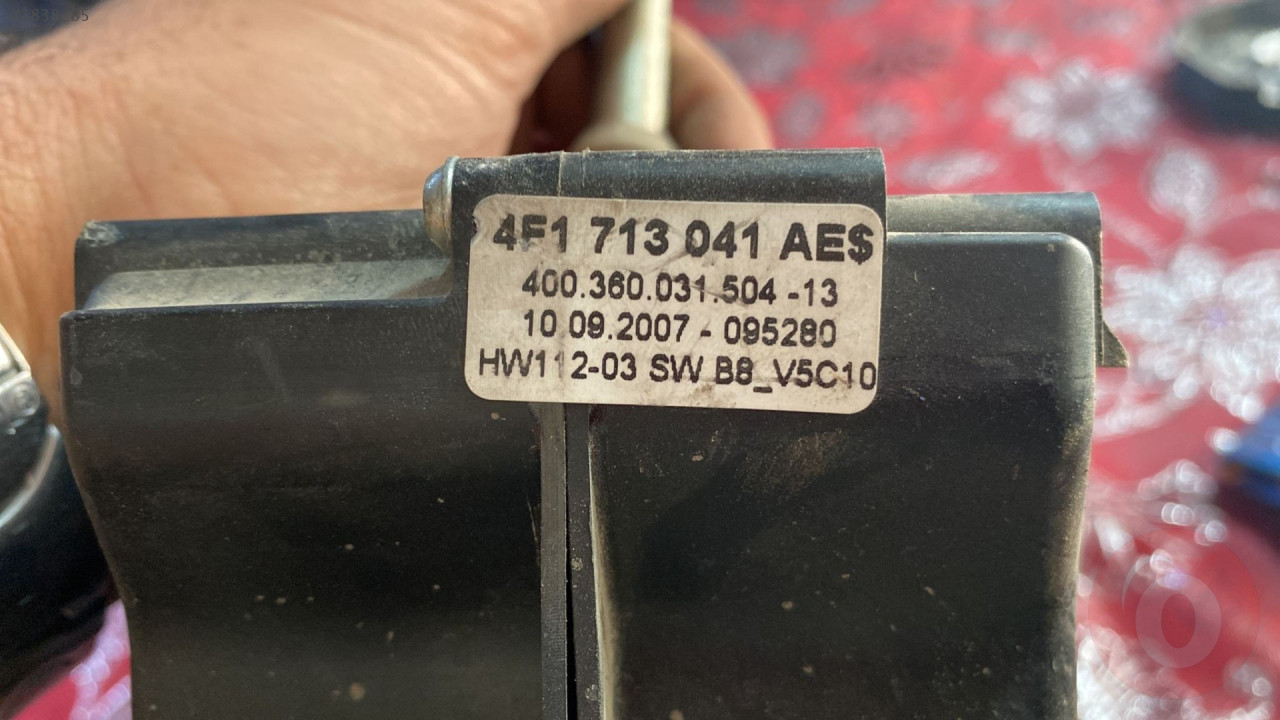 4F1 713 041 AE$
400.360.031.504 -13
10.09.2007 - 095280
HW112-03 SW B8_V5C10